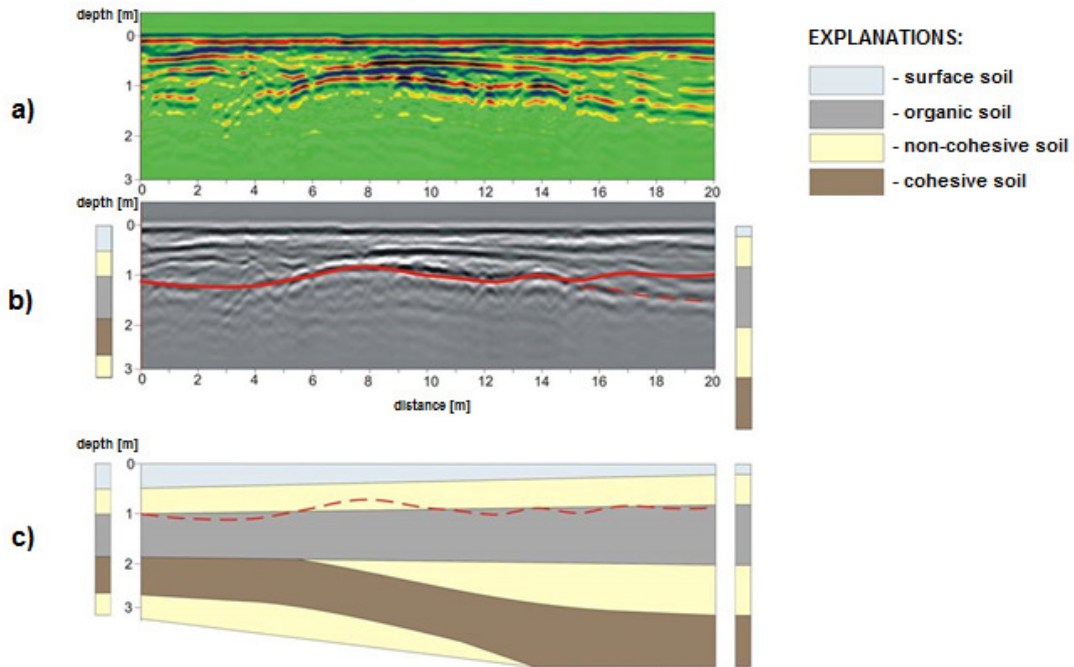 depth [m]
0
1
2
3
a)
0 2 4 6 8 10 12 14 16 18 20
EXPLANATIONS:
- surface soil
- organic soil
- non-cohesive soil
- cohesive soil
depth [m]
0
1
2
3
b)
0 2 4 6 8 10 12 14 16 18 20
distance [m]
depth [m]
0
1
2
3
c)